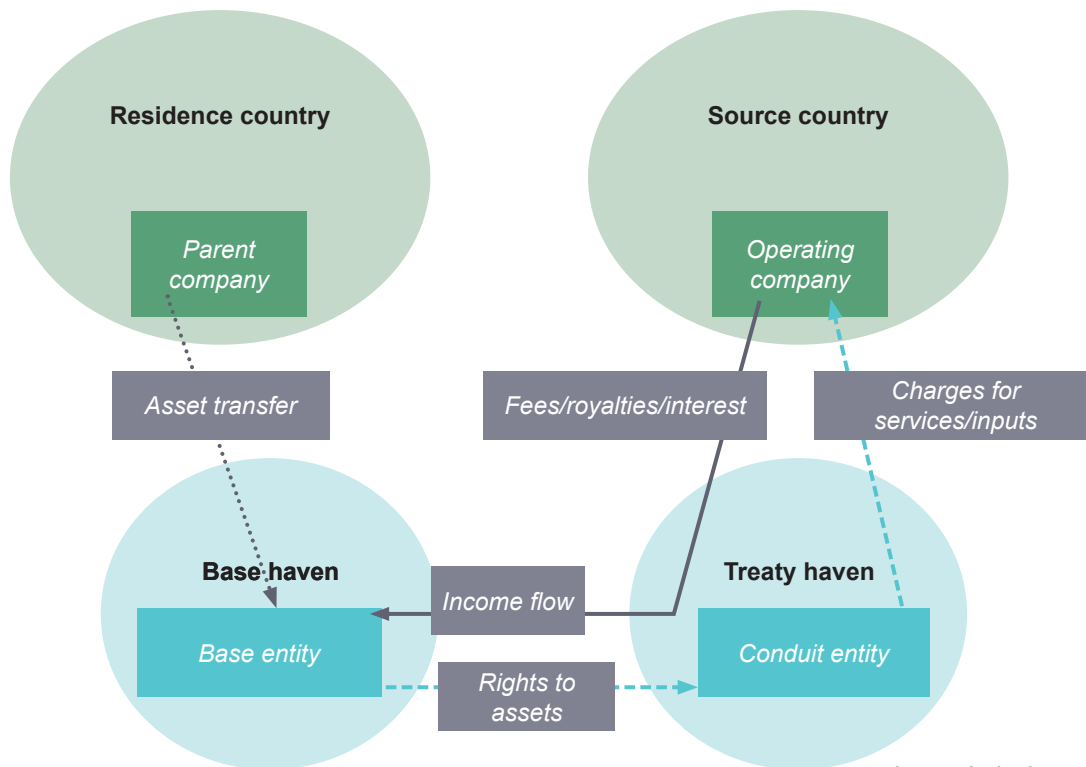 Residence country
Source country
Parent
company
Operating
company
Asset transfer
Fees/royalties/interest
Charges for
services/inputs
Base haven
Treaty haven
Income flow
Base entity
Conduit entity
Rights to
assets